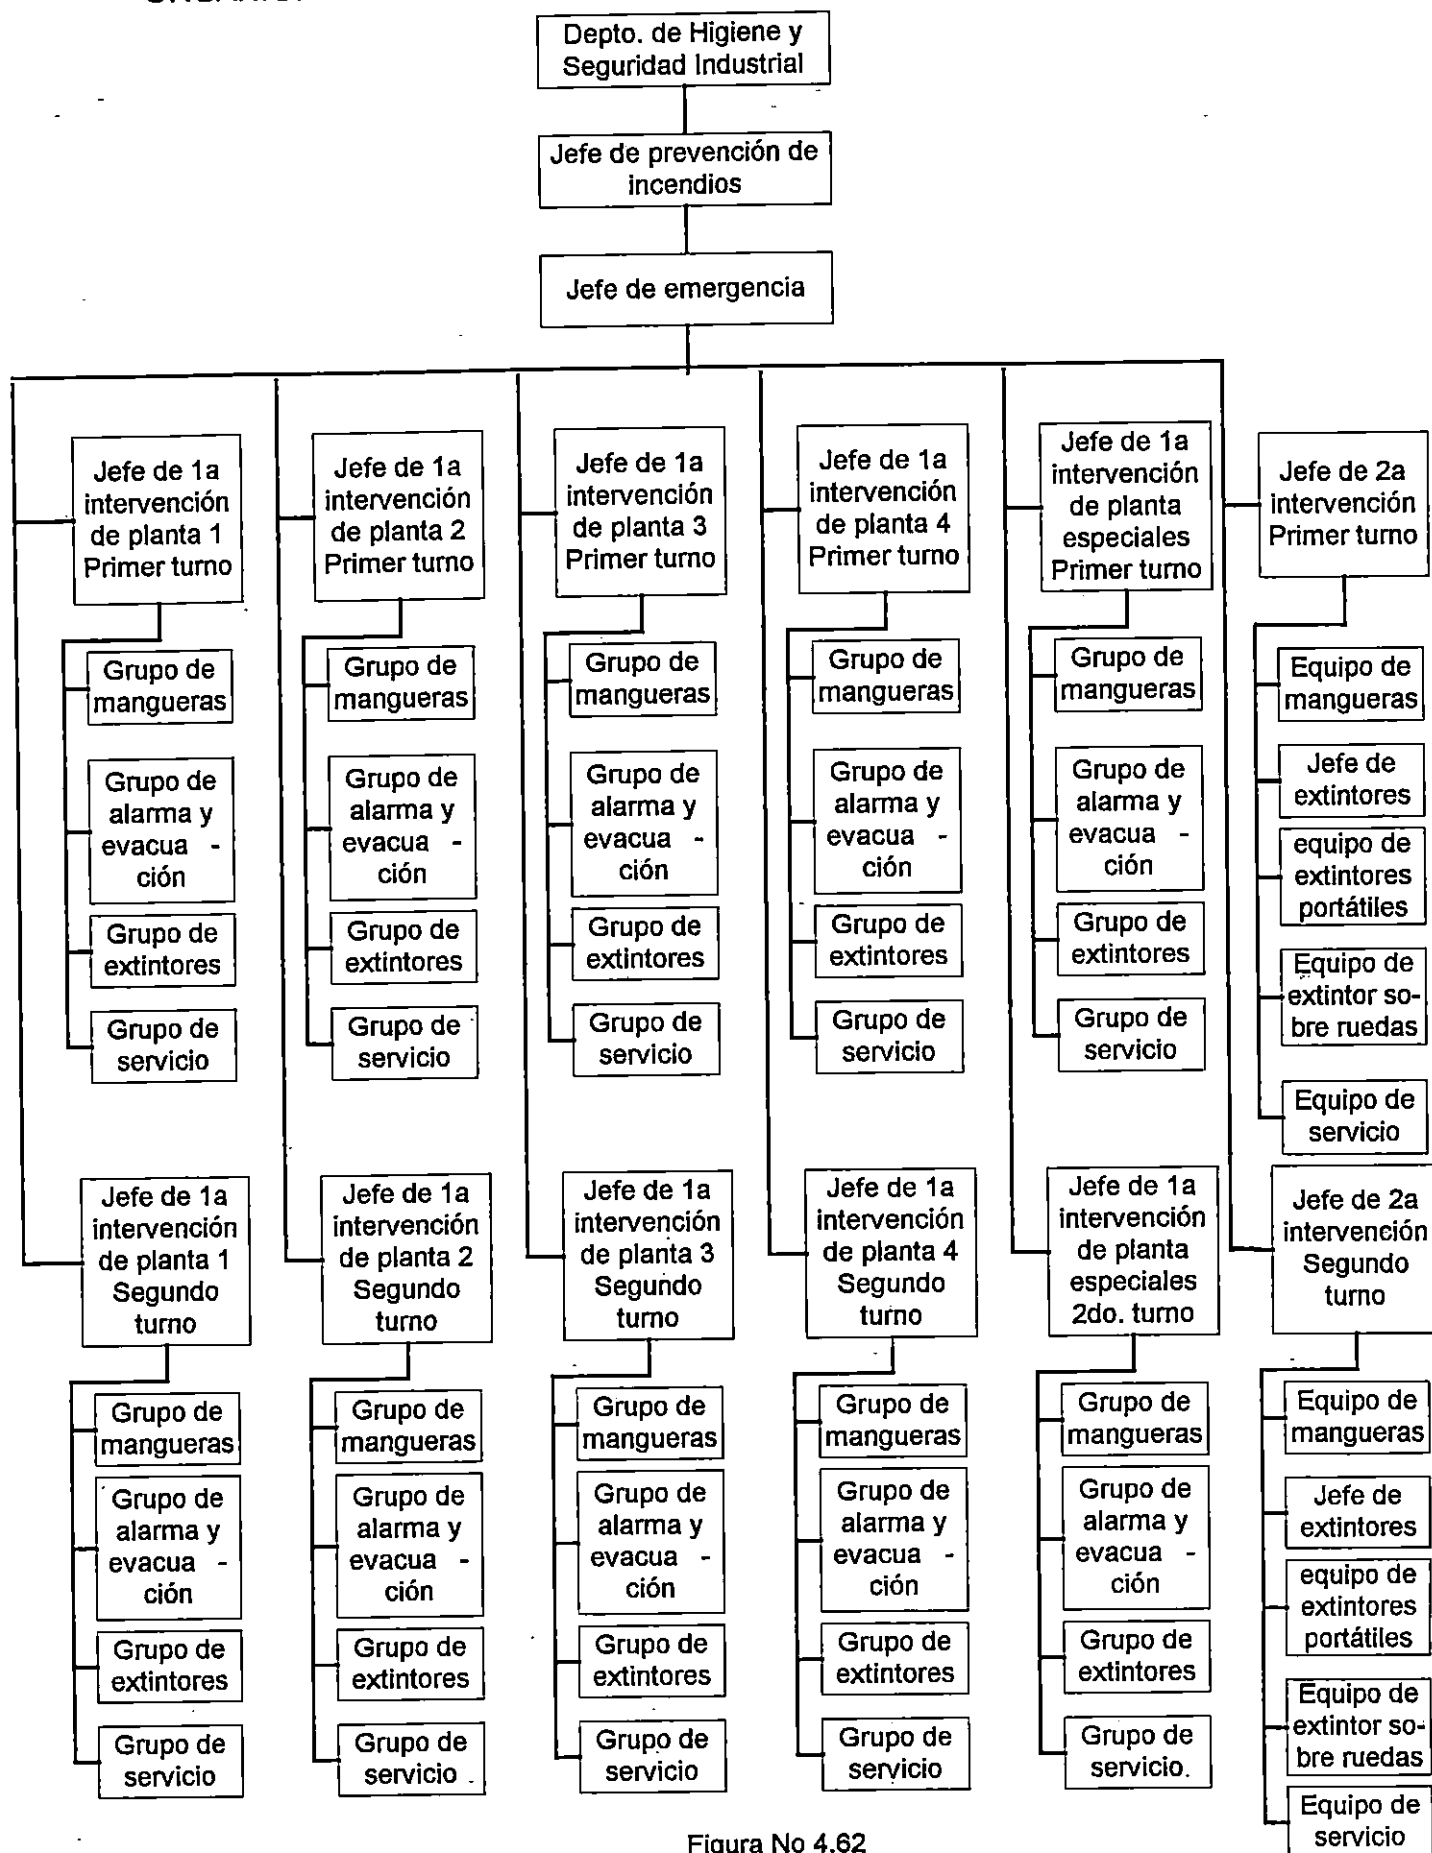 Depto. de Higiene y
Seguridad Industrial
Jefe de prevención de
incendios
Jefe de emergencia
Jefe de 1a
intervención
de planta 1
Primer turno
Jefe de 1a
intervención
de planta 2
Primer turno
Jefe de 1a
intervención
de planta 3
Primer turno
Jefe de 1a
intervención
de planta 4
Primer turno
Jefe de 1a
intervención
de planta
especiales
Primer turno
Jefe de 2a
intervención
Primer turno
Grupo de
mangueras
Grupo de
alarma y
evacua -
ción
Grupo de
extintores
Grupo de
servicio
Grupo de
mangueras
Grupo de
alarma y
evacua -
ción
Grupo de
extintores
Grupo de
servicio
Grupo de
mangueras
Grupo de
alarma y
evacua -
ción
Grupo de
extintores
Grupo de
servicio
Grupo de
mangueras
Grupo de
alarma y
evacua -
ción
Grupo de
extintores
Grupo de
servicio
Grupo de
mangueras
Grupo de
alarma y
evacua -
ción
Grupo de
extintores
Grupo de
servicio
Equipo de
mangueras
Jefe de
extintores
equipo de
extintores
portátiles
Equipo de
extintor so-
bre ruedas
Equipo de
servicio
Jefe de 1a
intervención
de planta 1
Segundo
turno
Jefe de 1a
intervención
de planta 2
Segundo
turno
Jefe de 1a
intervención
de planta 3
Segundo
turno
Jefe de 1a
intervención
de planta 4
Segundo
turno
Jefe de 1a
intervención
de planta
especiales
2do. turno
Jefe de 2a
intervención
Segundo
turno
Grupo de
mangueras
Grupo de
alarma y
evacua -
ción
Grupo de
extintores
Grupo de
servicio
Grupo de
mangueras
Grupo de
alarma y
evacua -
ción
Grupo de
extintores
Grupo de
servicio
Grupo de
mangueras
Grupo de
alarma y
evacua -
ción
Grupo de
extintores
Grupo de
servicio
Grupo de
mangueras
Grupo de
alarma y
evacua -
ción
Grupo de
extintores
Grupo de
servicio
Grupo de
mangueras
Grupo de
alarma y
evacua -
ción
Grupo de
extintores
Grupo de
servicio.
Equipo de
mangueras
Jefe de
extintores
equipo de
extintores
portátiles
Equipo de
extintor so-
bre ruedas
Equipo de
servicio
Figura No 4.62